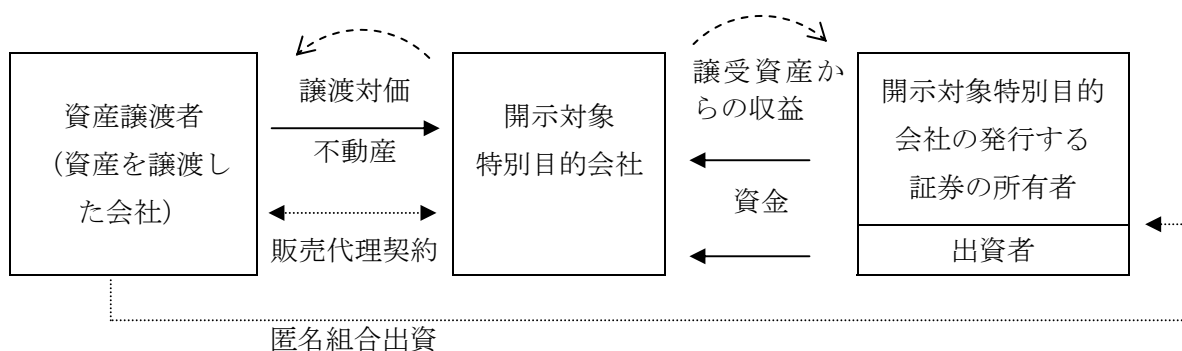 資産譲渡者
（資産を譲渡し
た会社）
譲渡対価
不動産
販売代理契約
開示対象
特別目的会社
譲受資産か
らの収益
資金
開示対象特別目的
会社の発行する
証券の所有者
出資者
匿名組合出資